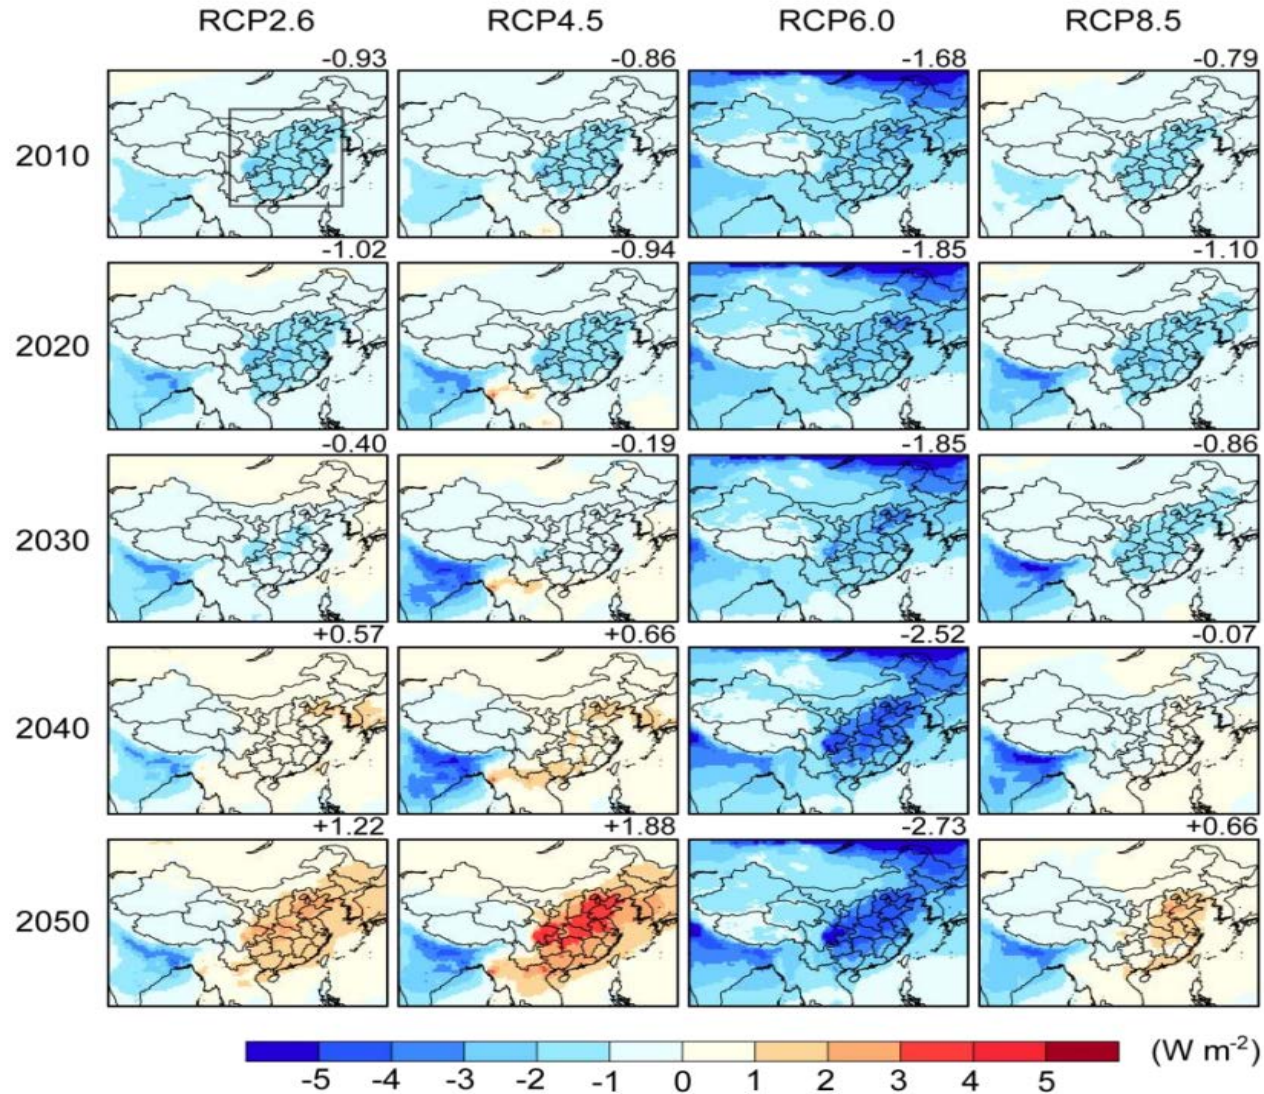 RCP2.6 RCP4.5 RCP6.0 RCP8.5
-0.93 -0.86 -1.68 -0.79
2010
-1.02 -0.94 -1.85 -1.10
2020
-0.40 -0.19 -1.85 -0.86
2030
+0.57 +0.66 -2.52 -0.07
2040
+1.22 +1.88 -2.73 +0.66
2050
(W m⁻²)
-5 -4 -3 -2 -1 0 1 2 3 4 5